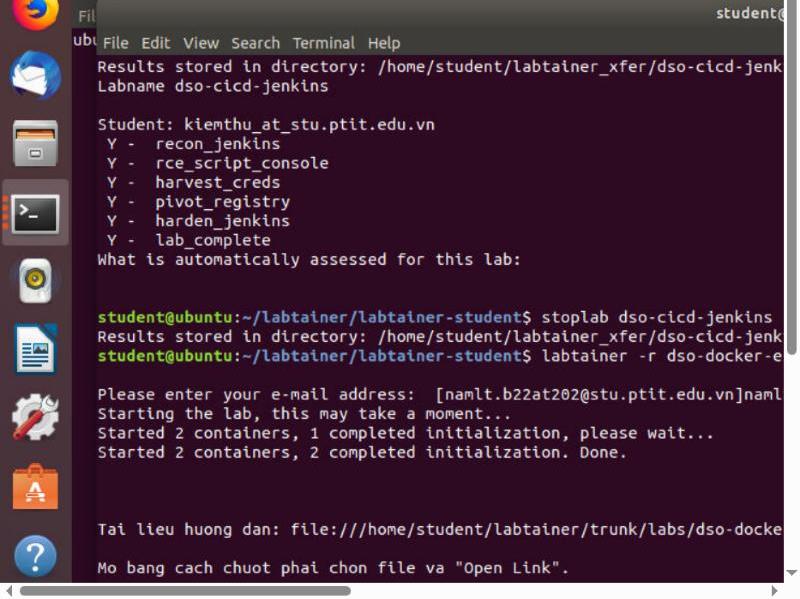 student@
Fil
ubu
File Edit View Search Terminal Help
Results stored in directory: /home/student/labtainer_xfer/dso-cicd-jenk
Labname dso-cicd-jenkins
Student: kiemthu_at_stu.ptit.edu.vn
Y - recon_jenkins
Y - rce_script_console
Y - harvest_creds
Y - pivot_registry
Y - harden_jenkins
Y - lab_complete
What is automatically assessed for this lab:
student@ubuntu:~/labtainer/labtainer-student$ stoplab dso-cicd-jenkins
Results stored in directory: /home/student/labtainer_xfer/dso-cicd-jenk
student@ubuntu:~/labtainer/labtainer-student$ labtainer -r dso-docker-e
Please enter your e-mail address: [namlt.b22at202@stu.ptit.edu.vn]naml
Starting the lab, this may take a moment...
Started 2 containers, 1 completed initialization, please wait...
Started 2 containers, 2 completed initialization. Done.
Tai lieu huong dan: file:///home/student/labtainer/trunk/labs/dso-docke
Mo bang cach chuot phai chon file va "Open Link".